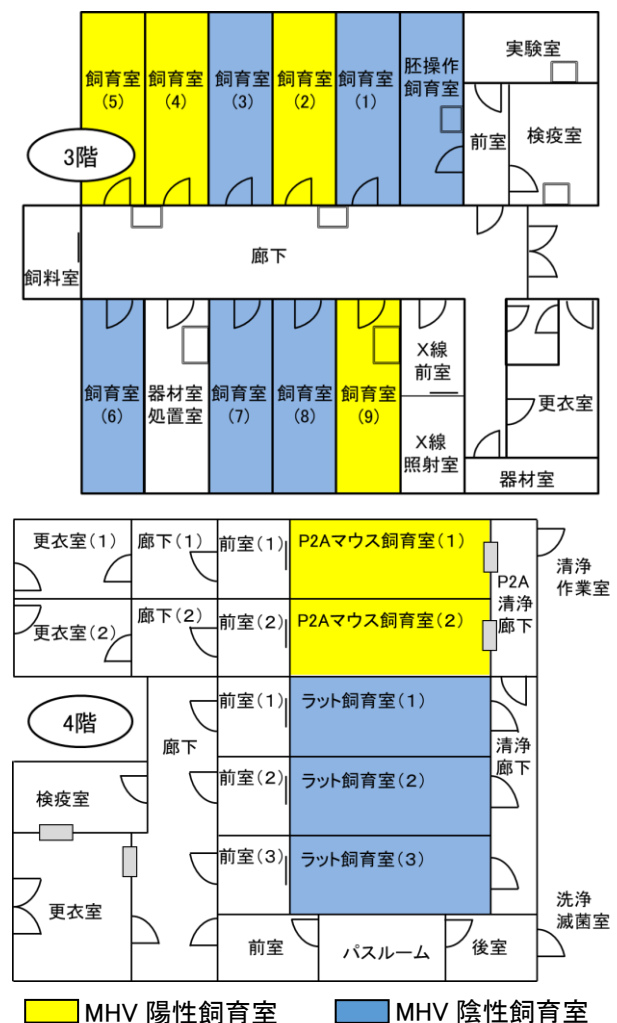 飼育室
(5)
飼育室
(4)
飼育室
(3)
飼育室
(2)
飼育室
(1)
胚操作
飼育室
実験室
前室
検疫室
3階
飼料室
廊下
飼育室
(6)
器材室
処置室
飼育室
(7)
飼育室
(8)
飼育室
(9)
X線
前室
X線
照射室
更衣室
器材室
更衣室(1)
廊下(1)
前室(1)
P2Aマウス飼育室(1)
P2A
清浄
廊下
清浄
作業室
更衣室(2)
廊下(2)
前室(2)
P2Aマウス飼育室(2)
4階
廊下
前室(1)
ラット飼育室(1)
清浄
廊下
検疫室
前室(2)
ラット飼育室(2)
前室(3)
ラット飼育室(3)
更衣室
前室
パスルーム
後室
洗浄
滅菌室
MHV 陽性飼育室
MHV 陰性飼育室